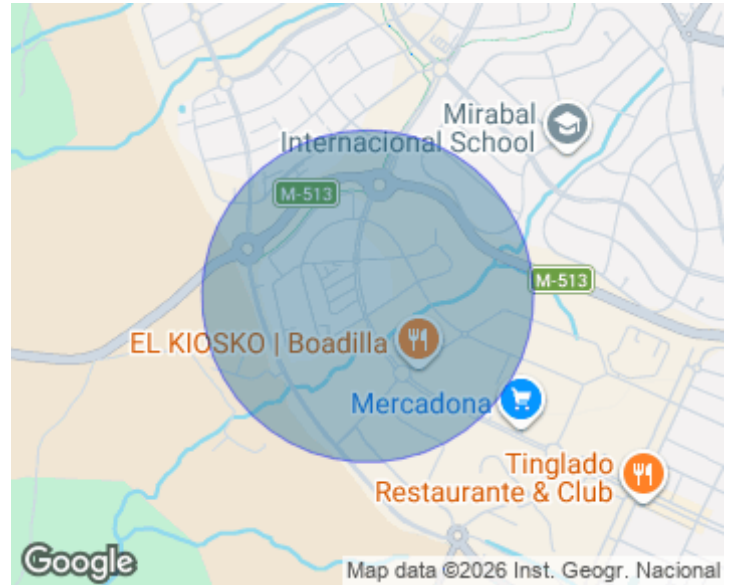 Mirabal
Internacional School
M-513
M-513
EL KIOSKO | Boadilla
Mercadona
Tinglado
Restaurante & Club
Google
Map data ©2026 Inst. Geogr. Nacional